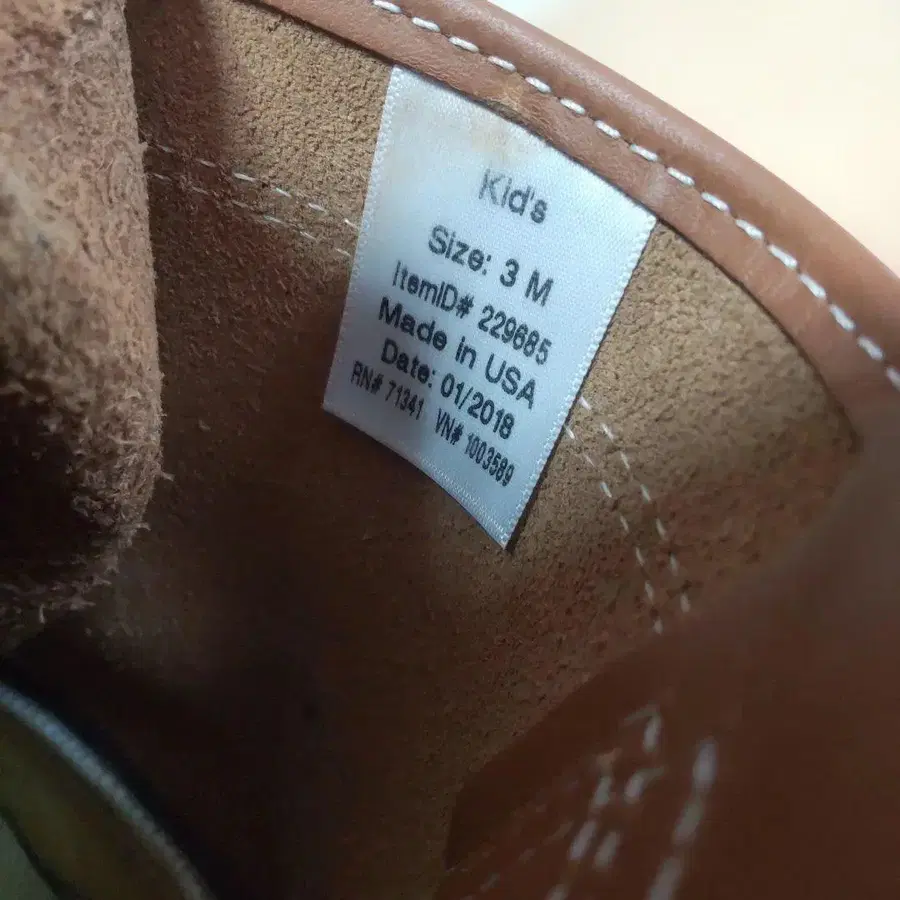 Kid's
Size: 3 M
ItemID# 229685
Made in USA
Date: 01/2018
RN# 71341 VN# 1003589